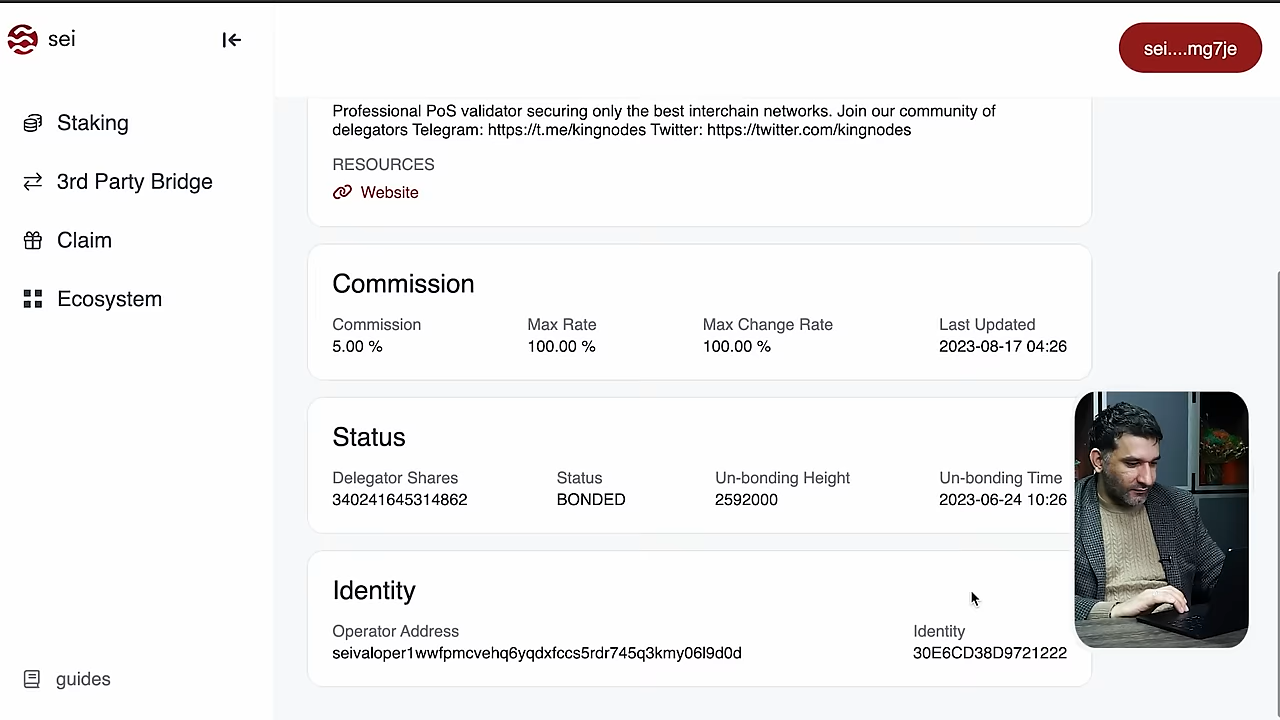 sei
sei....mg7je
Staking
3rd Party Bridge
Claim
Ecosystem
guides
Professional PoS validator securing only the best interchain networks. Join our community of
delegators Telegram: https://t.me/kingnodes Twitter: https://twitter.com/kingnodes
RESOURCES
Website
Commission
Commission Max Rate Max Change Rate Last Updated
5.00 % 100.00 % 100.00 % 2023-08-17 04:26
Status
Delegator Shares Status Un-bonding Height Un-bonding Time
340241645314862 BONDED 2592000 2023-06-24 10:26
Identity
Operator Address Identity
seivaloper1wwfpmcvehq6yqdxfccs5rdr745q3kmy06l9d0d 30E6CD38D9721222